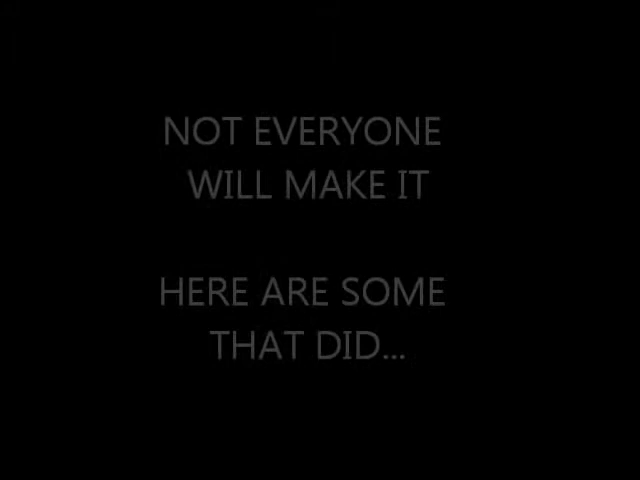 NOT EVERYONE
WILL MAKE IT
HERE ARE SOME
THAT DID...